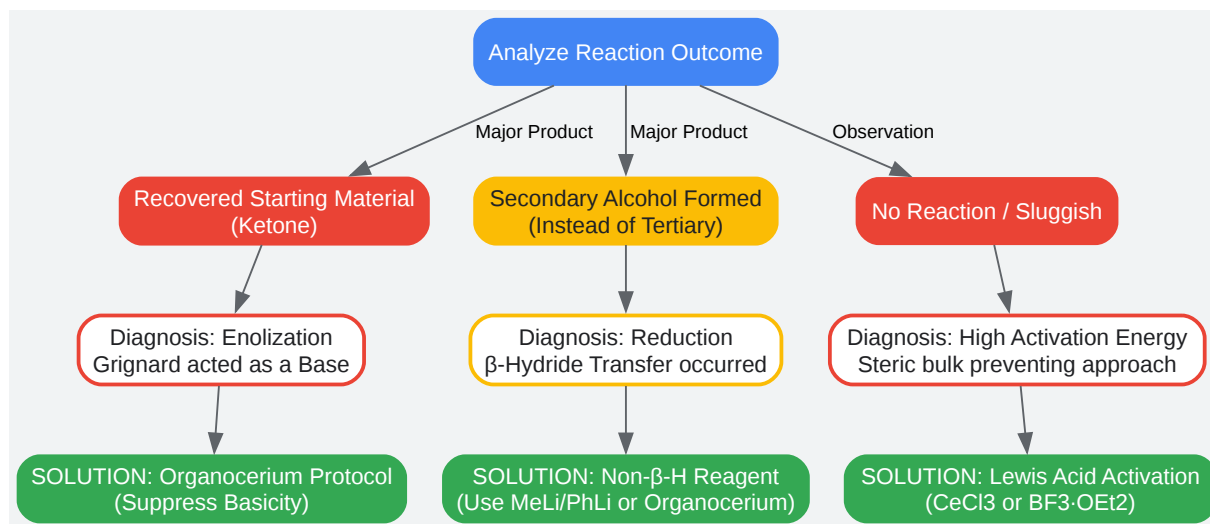 Analyze Reaction Outcome
Major Product
Major Product
Observation
Recovered Starting Material
(Ketone)
Secondary Alcohol Formed
(Instead of Tertiary)
No Reaction / Sluggish
Diagnosis: Enolization
Grignard acted as a Base
Diagnosis: Reduction
β-Hydride Transfer occurred
Diagnosis: High Activation Energy
Steric bulk preventing approach
SOLUTION: Organocerium Protocol
(Suppress Basicity)
SOLUTION: Non-β-H Reagent
(Use MeLi/PhLi or Organocerium)
SOLUTION: Lewis Acid Activation
(CeCl3 or BF3·OEt2)